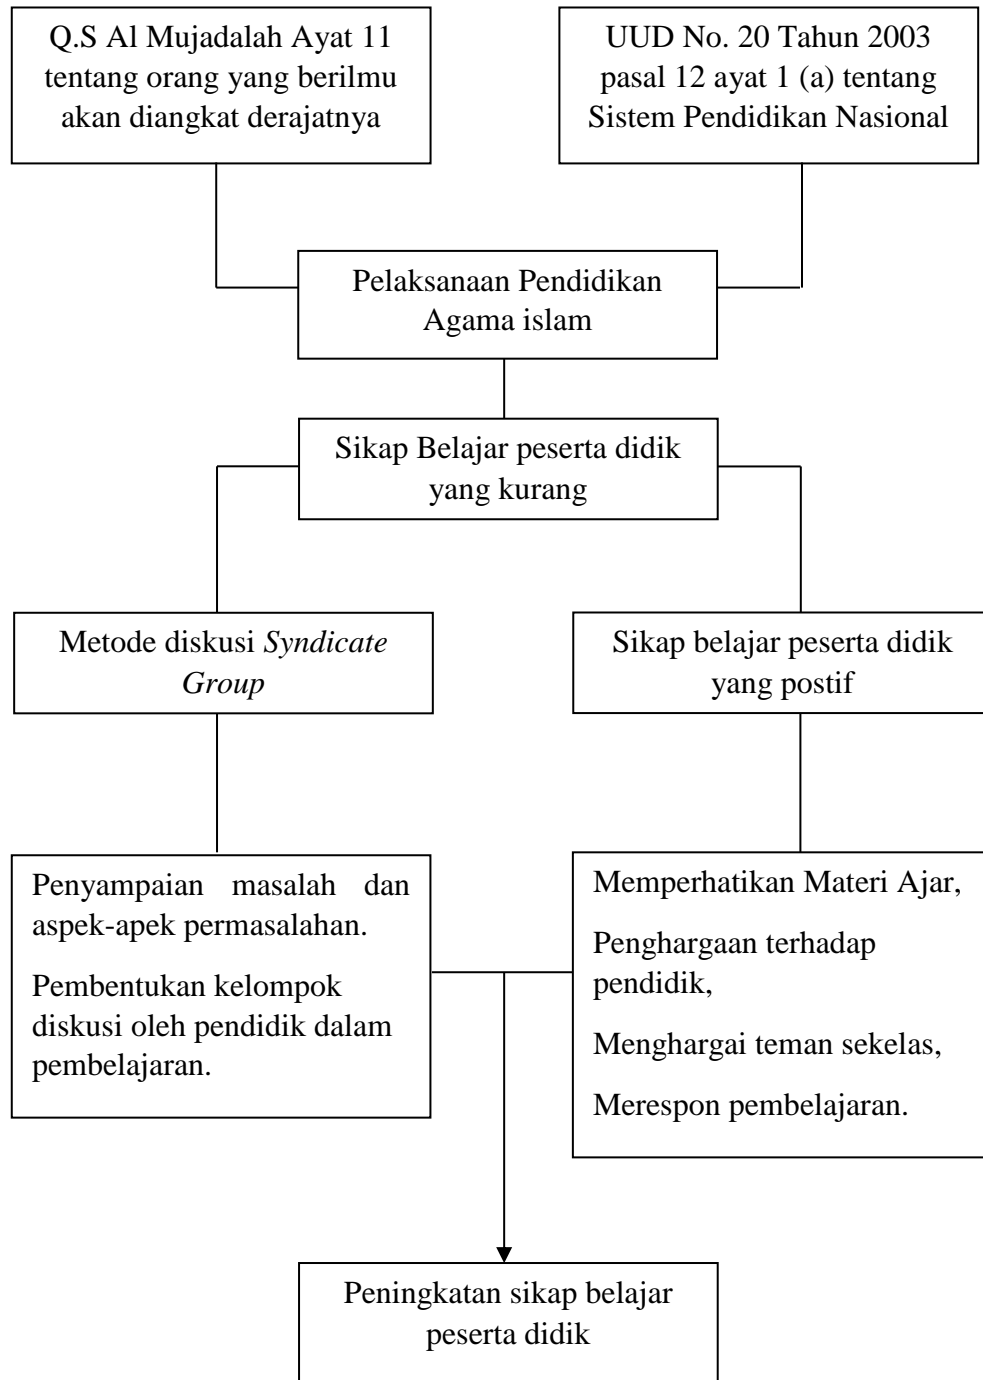 Q.S Al Mujadalah Ayat 11
tentang orang yang berilmu
akan diangkat derajatnya
UUD No. 20 Tahun 2003
pasal 12 ayat 1 (a) tentang
Sistem Pendidikan Nasional
Pelaksanaan Pendidikan
Agama islam
Sikap Belajar peserta didik
yang kurang
Metode diskusi Syndicate
Group
Sikap belajar peserta didik
yang postif
Penyampaian masalah dan
aspek-apek permasalahan.
Pembentukan kelompok
diskusi oleh pendidik dalam
pembelajaran.
Memperhatikan Materi Ajar,
Penghargaan terhadap
pendidik,
Menghargai teman sekelas,
Merespon pembelajaran.
Peningkatan sikap belajar
peserta didik